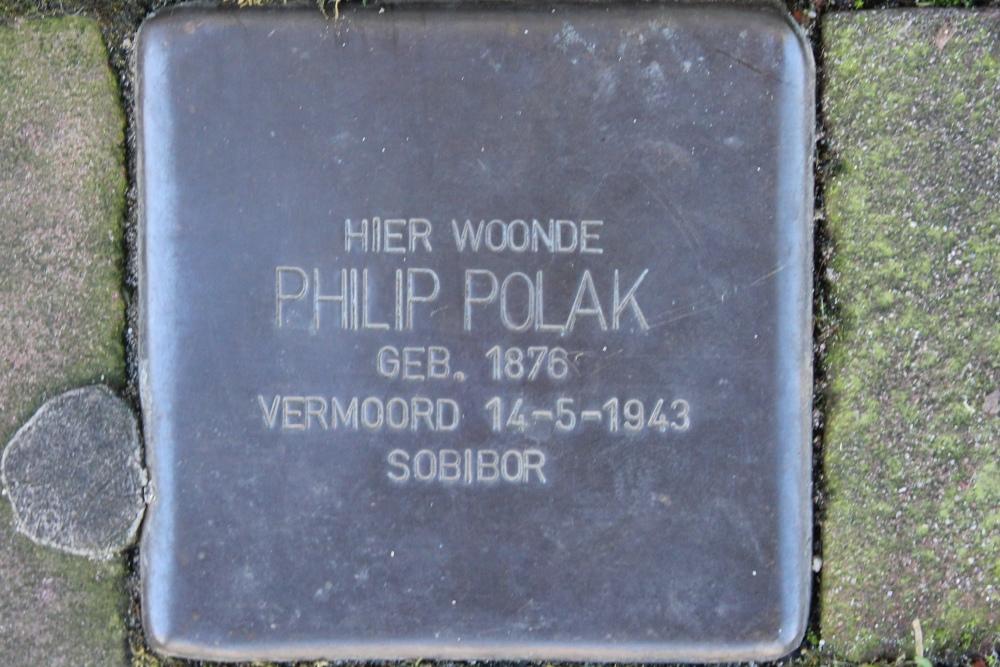 HIER WOONDE
PHILIP POLAK
GEB. 1876
VERMOORD 14-5-1943
SOBIBOR